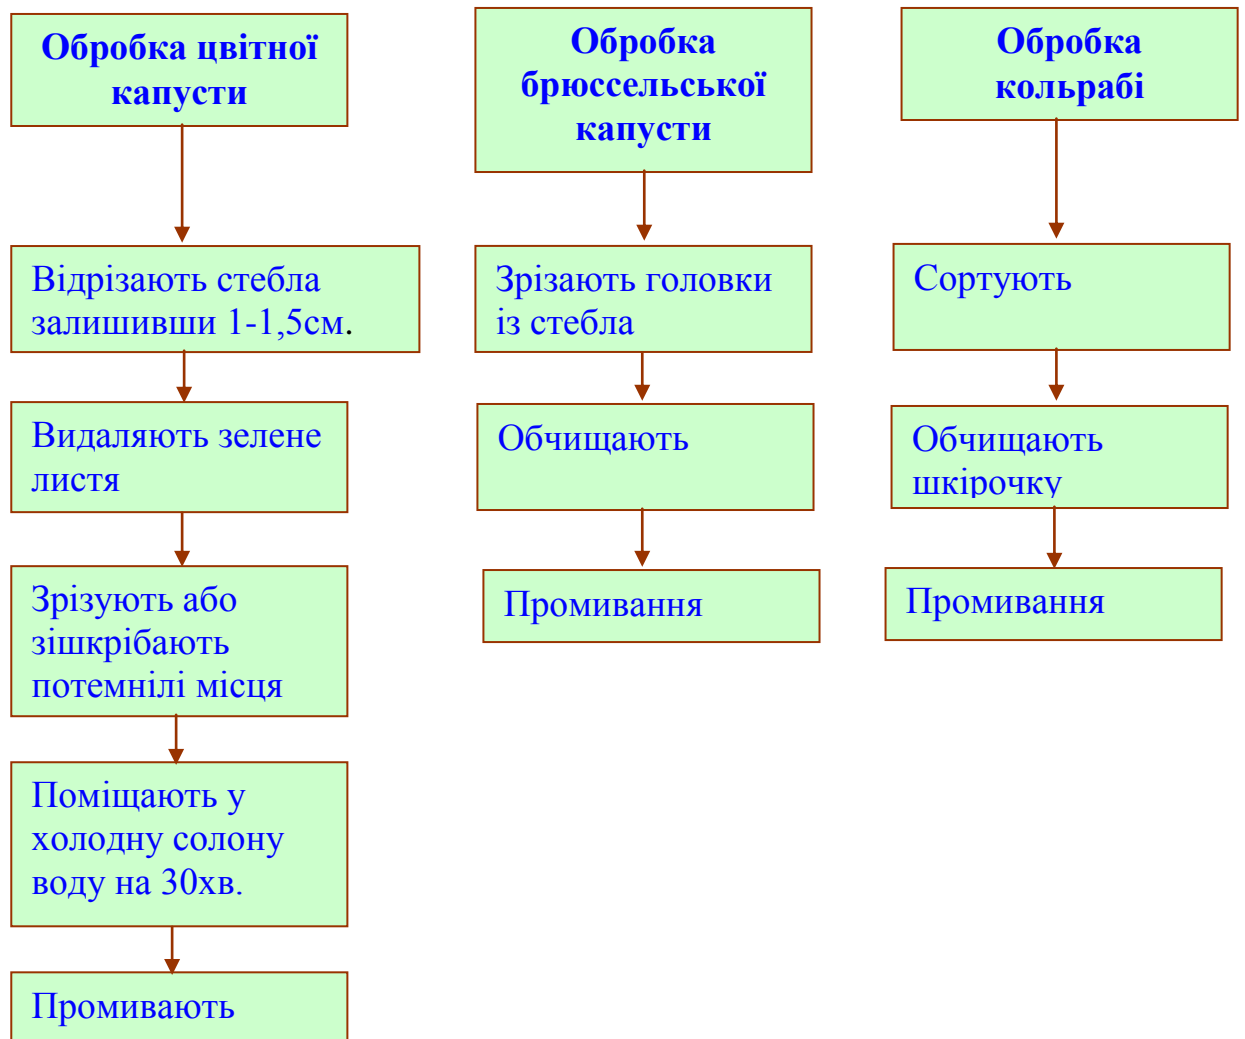 Обробка цвітної
капусти
Відрізають стебла
залишивши 1-1,5см.
Видаляють зелене
листя
Зрізують або
зішкрібають
потемнілі місця
Поміщають у
холодну солону
воду на 30хв.
Промивають
Обробка
брюссельської
капусти
Зрізають головки
із стебла
Обчищають
Промивання
Обробка
кольрабі
Сортують
Обчищають
шкірочку
Промивання